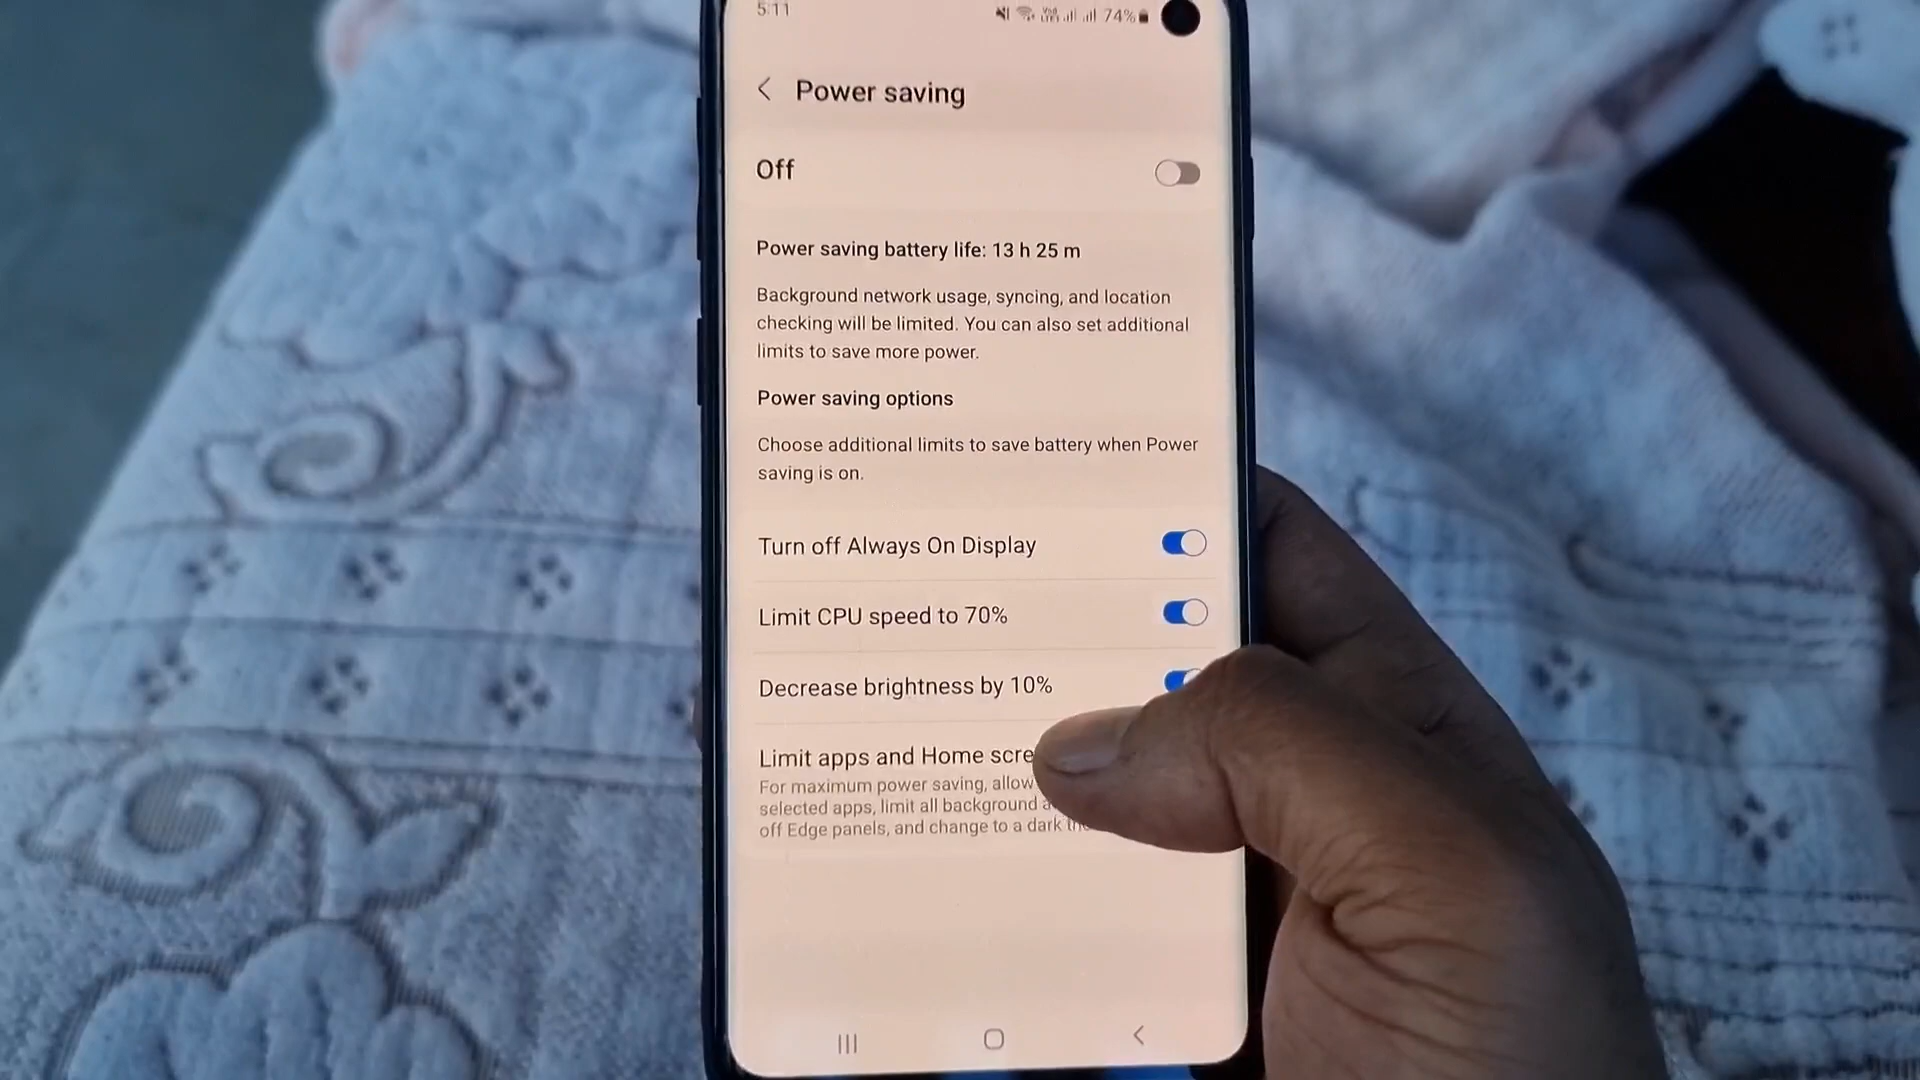 5:11
74%
Power saving
Off
Power saving battery life: 13 h 25 m
Background network usage, syncing, and location
checking will be limited. You can also set additional
limits to save more power.
Power saving options
Choose additional limits to save battery when Power
saving is on.
Turn off Always On Display
Limit CPU speed to 70%
Decrease brightness by 10%
Limit apps and Home scre
For maximum power saving, allow
selected apps, limit all background
off Edge panels, and change to a dark